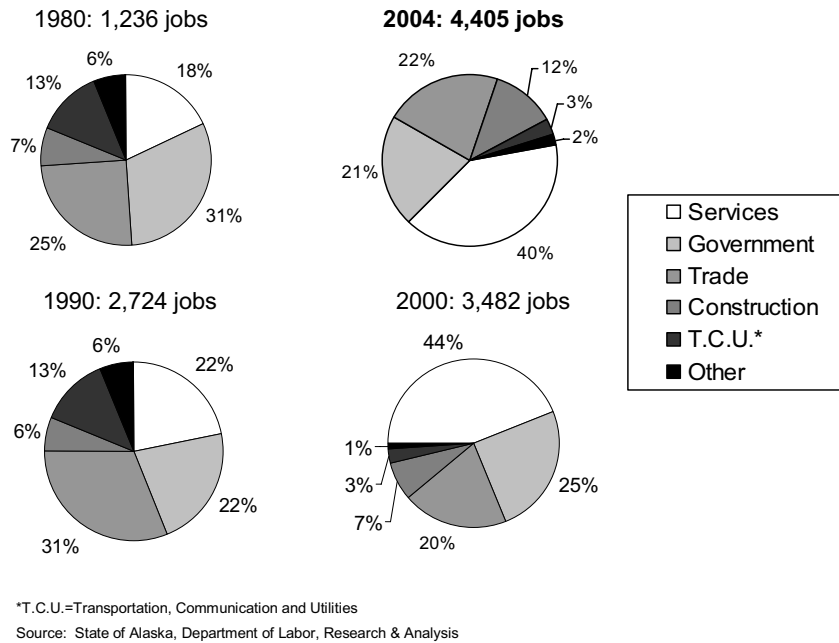 1980: 1,236 jobs
6%
18%
13%
7%
31%
25%
2004: 4,405 jobs
22%
12%
3%
2%
21%
40%
Services
Government
Trade
Construction
T.C.U.*
Other
1990: 2,724 jobs
6%
22%
13%
6%
22%
31%
2000: 3,482 jobs
44%
1%
3%
7%
25%
20%
*T.C.U.=Transportation, Communication and Utilities
Source: State of Alaska, Department of Labor, Research & Analysis